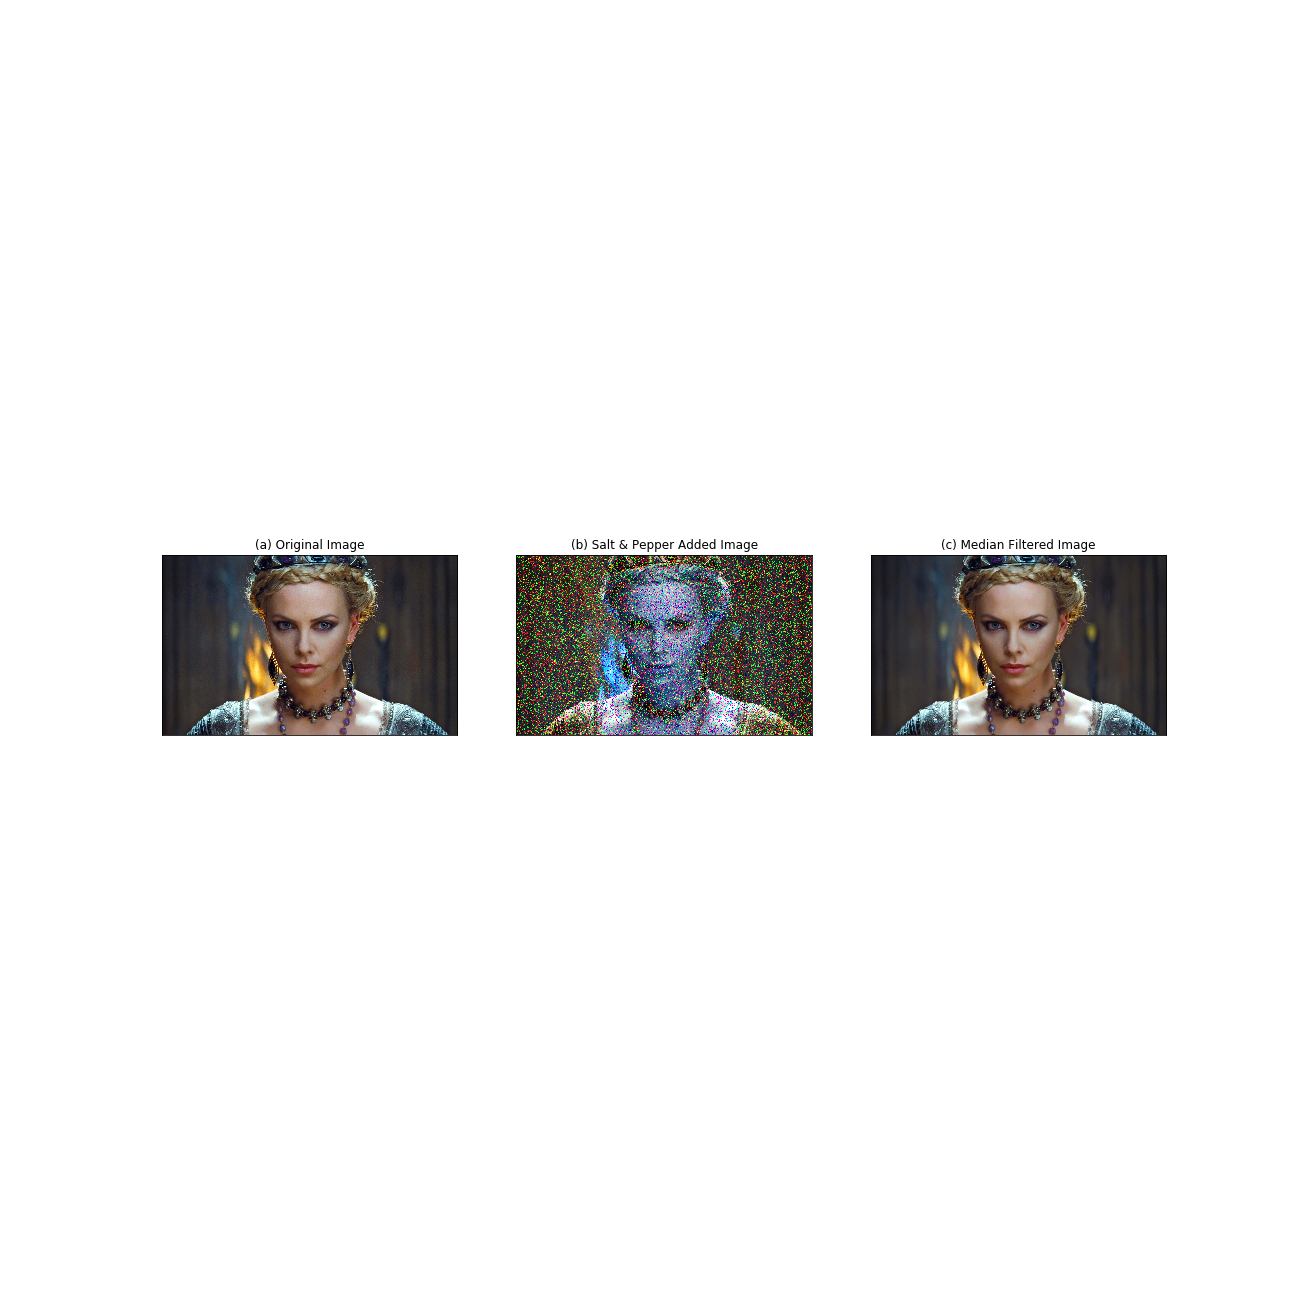 (a) Original Image
(b) Salt & Pepper Added Image
(c) Median Filtered Image